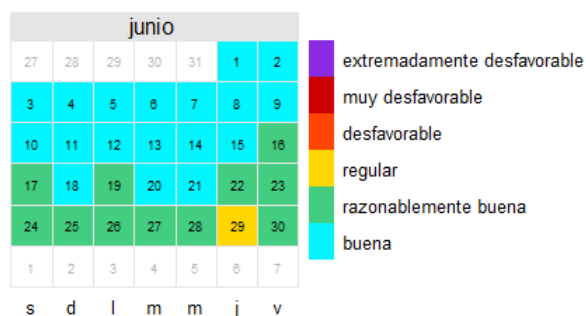 junio
27 28 29 30 31 1 2
3 4 5 6 7 8 9
10 11 12 13 14 15 16
17 18 19 20 21 22 23
24 25 26 27 28 29 30
1 2 3 4 5 6 7
s d l m m j v
extremadamente desfavorable
muy desfavorable
desfavorable
regular
razonablemente buena
buena